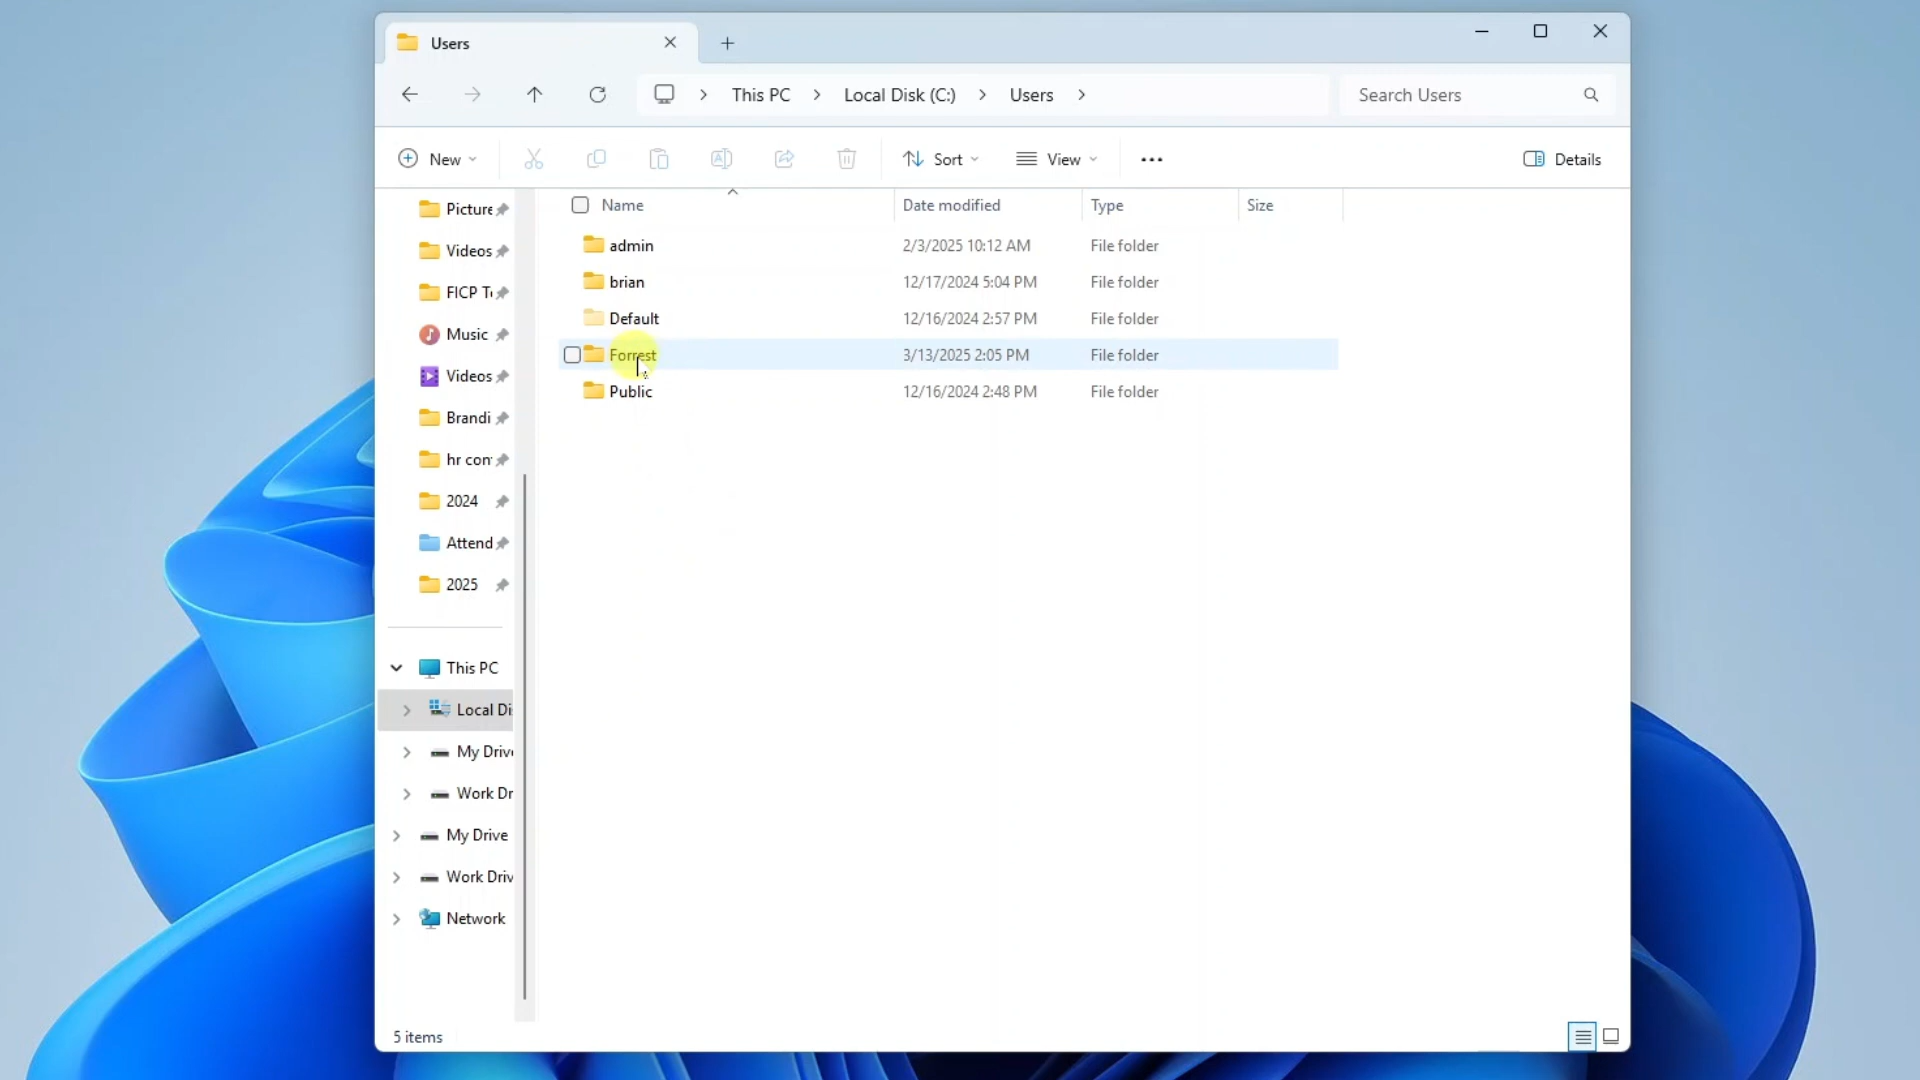 Users
This PC > Local Disk (C:) > Users >
Search Users
New
Sort
View
Details
Name Date modified Type Size
admin 2/3/2025 10:12 AM File folder
brian 12/17/2024 5:04 PM File folder
Default 12/16/2024 2:57 PM File folder
Forrest 3/13/2025 2:05 PM File folder
Public 12/16/2024 2:48 PM File folder
Picture
Videos
FICP T
Music
Videos
Brandi
hr con
2024
Attend
2025
This PC
Local Di
My Driv
Work Dr
My Drive
Work Driv
Network
5 items